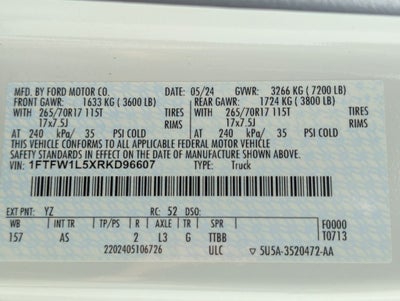 MFD. BY FORD MOTOR CO.
05/24 GVWR: 3266 KG ( 7200 LB)
FRONT GAWR: 1633 KG ( 3600 LB) REAR GAWR: 1724 KG ( 3800 LB)
265/70R17 115T TIRES 265/70R17 115T TIRES
17x7.5J RIMS 17x7.5J RIMS
AT 240 kPa/ 35 PSI COLD AT 240 kPa/ 35 PSI COLD
THIS VEHICLE CONFORMS TO ALL APPLICABLE FEDERAL MOTOR VEHICLE
SAFETY STANDARDS IN EFFECT ON THE DATE OF MANUFACTURE SHOWN ABOVE.
VIN: 1FTFW1L5XRKD96607 TYPE: Truck
EXT PNT: YZ RC: 52 DSO:
WB INT TR TP/PS R AXLE TR SPR F0000
157 AS 2 L3 G TTBB T0713
2202405106726 ULC 5U5A-3520472-AA